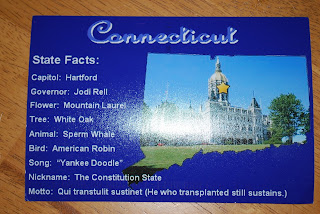 Connecticut
State Facts:
Capitol: Hartford
Governor: Jodi Rell
Flower: Mountain Laurel
Tree: White Oak
Animal: Sperm Whale
Bird: American Robin
Song: “Yankee Doodle”
Nickname: The Constitution State
Motto: Qui transtulit sustinet (He who transplanted still sustains.)